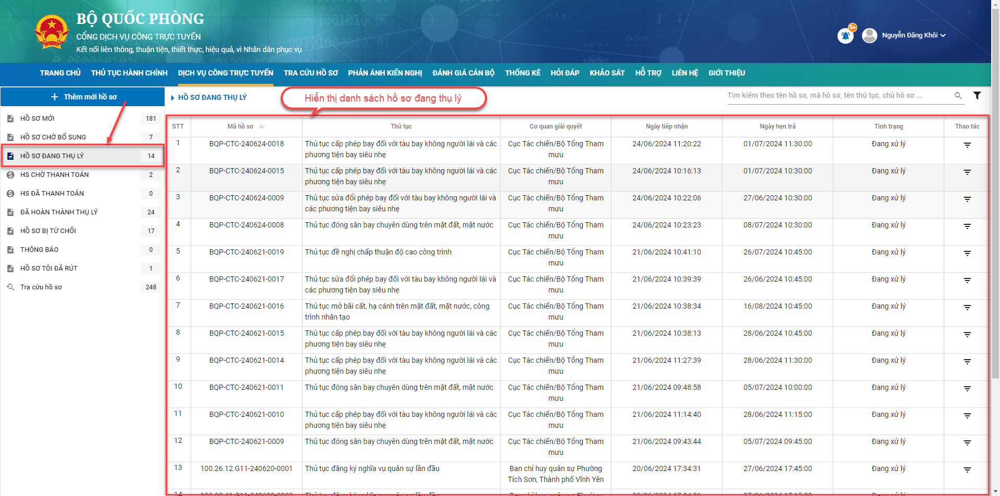 BỘ QUỐC PHÒNG
CỔNG DỊCH VỤ CÔNG TRỰC TUYẾN
Kết nối liên thông, thuận tiện, thiết thực, hiệu quả, vì Nhân dân phục vụ
5+
Nguyễn Đăng Khôi
TRANG CHỦ THỦ TỤC HÀNH CHÍNH DỊCH VỤ CÔNG TRỰC TUYẾN TRA CỨU HỒ SƠ PHẢN ÁNH KIẾN NGHỊ ĐÁNH GIÁ CÁN BỘ THỐNG KÊ HỎI ĐÁP KHẢO SÁT HỖ TRỢ LIÊN HỆ GIỚI THIỆU
Thêm mới hồ sơ
HỒ SƠ MỚI 181
HỒ SƠ CHỜ BỔ SUNG 7
HỒ SƠ ĐANG THỤ LÝ 14
HS CHỜ THANH TOÁN 2
HS ĐÃ THANH TOÁN 0
ĐÃ HOÀN THÀNH THỤ LÝ 24
HỒ SƠ BỊ TỪ CHỐI 17
THÔNG BÁO 0
HỒ SƠ TÔI ĐÃ RÚT 1
Tra cứu hồ sơ 248
HỒ SƠ ĐANG THỤ LÝ
Hiển thị danh sách hồ sơ đang thụ lý
Tìm kiếm theo tên hồ sơ, mã hồ sơ, tên thủ tục, chủ hồ sơ ...
STT Mã hồ sơ Thủ tục Cơ quan giải quyết Ngày tiếp nhận Ngày hẹn trả Tình trạng Thao tác
1 BQP-CTC-240624-0018 Thủ tục cấp phép bay đối với tàu bay không người lái và các Cục Tác chiến/Bộ Tổng Tham 24/06/2024 11:20:22 01/07/2024 11:30:00 Đang xử lý
phương tiện bay siêu nhẹ mưu
2 BQP-CTC-240624-0015 Thủ tục cấp phép bay đối với tàu bay không người lái và các Cục Tác chiến/Bộ Tổng Tham 24/06/2024 10:16:13 01/07/2024 10:30:00 Đang xử lý
phương tiện bay siêu nhẹ mưu
3 BQP-CTC-240624-0009 Thủ tục sửa đổi phép bay đối với tàu bay không người lái và Cục Tác chiến/Bộ Tổng Tham 24/06/2024 10:22:06 27/06/2024 10:30:00 Đang xử lý
các phương tiện bay siêu nhẹ mưu
4 BQP-CTC-240624-0008 Thủ tục đóng sân bay chuyên dùng trên mặt đất, mặt nước Cục Tác chiến/Bộ Tổng Tham 24/06/2024 10:23:23 08/07/2024 10:30:00 Đang xử lý
mưu
5 BQP-CTC-240621-0019 Thủ tục đề nghị chấp thuận độ cao công trình Cục Tác chiến/Bộ Tổng Tham 21/06/2024 10:41:10 26/07/2024 10:45:00 Đang xử lý
mưu
6 BQP-CTC-240621-0017 Thủ tục sửa đổi phép bay đối với tàu bay không người lái và Cục Tác chiến/Bộ Tổng Tham 21/06/2024 10:39:39 26/06/2024 10:45:00 Đang xử lý
các phương tiện bay siêu nhẹ mưu
7 BQP-CTC-240621-0016 Thủ tục mở bãi cất, hạ cánh trên mặt đất, mặt nước, công Cục Tác chiến/Bộ Tổng Tham 21/06/2024 10:38:34 16/08/2024 10:45:00 Đang xử lý
trình nhân tạo mưu
8 BQP-CTC-240621-0015 Thủ tục cấp phép bay đối với tàu bay không người lái và các Cục Tác chiến/Bộ Tổng Tham 21/06/2024 10:38:13 28/06/2024 10:45:00 Đang xử lý
phương tiện bay siêu nhẹ mưu
9 BQP-CTC-240621-0014 Thủ tục cấp phép bay đối với tàu bay không người lái và các Cục Tác chiến/Bộ Tổng Tham 21/06/2024 11:27:39 28/06/2024 11:30:00 Đang xử lý
phương tiện bay siêu nhẹ mưu
10 BQP-CTC-240621-0011 Thủ tục đóng sân bay chuyên dùng trên mặt đất, mặt nước Cục Tác chiến/Bộ Tổng Tham 21/06/2024 09:48:58 05/07/2024 10:00:00 Đang xử lý
mưu
11 BQP-CTC-240621-0010 Thủ tục cấp phép bay đối với tàu bay không người lái và các Cục Tác chiến/Bộ Tổng Tham 21/06/2024 11:14:40 28/06/2024 11:15:00 Đang xử lý
phương tiện bay siêu nhẹ mưu
12 BQP-CTC-240621-0009 Thủ tục đóng sân bay chuyên dùng trên mặt đất, mặt nước Cục Tác chiến/Bộ Tổng Tham 21/06/2024 09:43:44 05/07/2024 09:45:00 Đang xử lý
mưu
13 100.26.12.G11-240620-0001 Thủ tục đăng ký nghĩa vụ quân sự lần đầu Ban chỉ huy quân sự Phường 20/06/2024 17:34:31 27/06/2024 17:45:00 Đang xử lý
Tích Sơn, Thành phố Vĩnh Yên